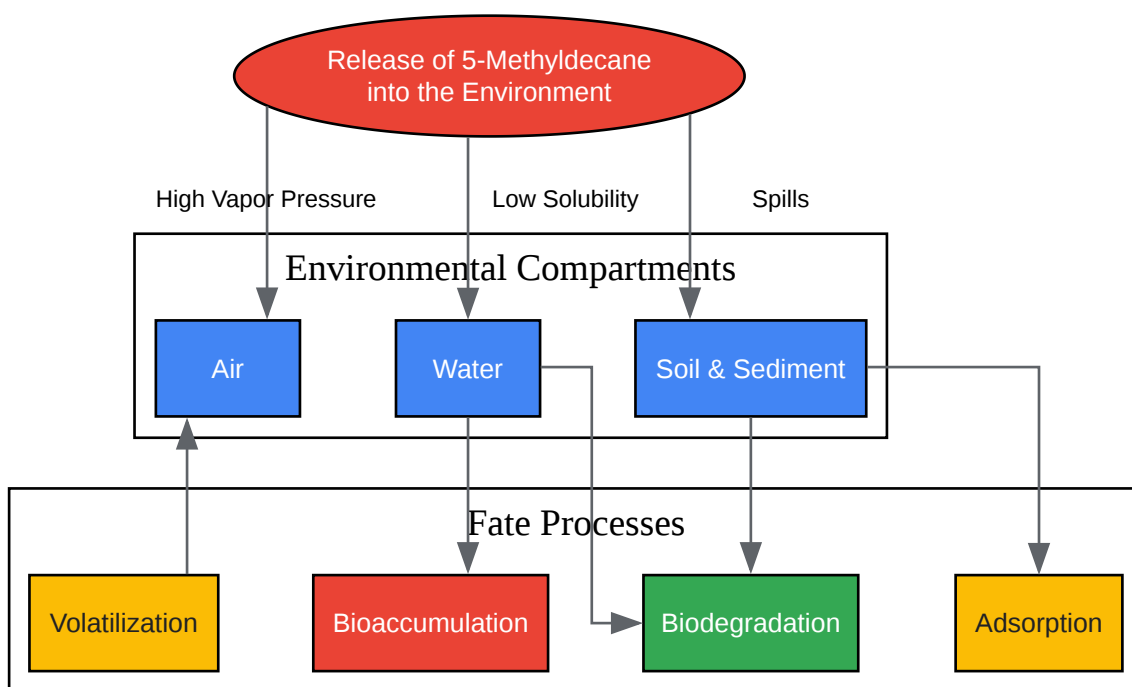 Release of 5-Methyldecane
into the Environment
High Vapor Pressure
Low Solubility
Spills
Environmental Compartments
Air
Water
Soil & Sediment
Fate Processes
Volatilization
Bioaccumulation
Biodegradation
Adsorption